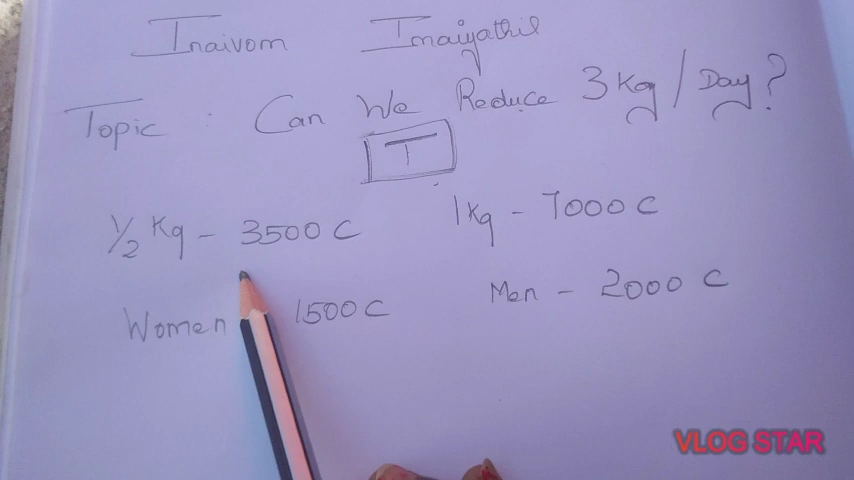 Inaivom Imaiyathil
Topic : Can We Reduce 3 Kg / Day?
T
1/2 Kg - 3500 C 1 Kg - 7000 C
Women 1500 C Men - 2000 C
VLOG STAR